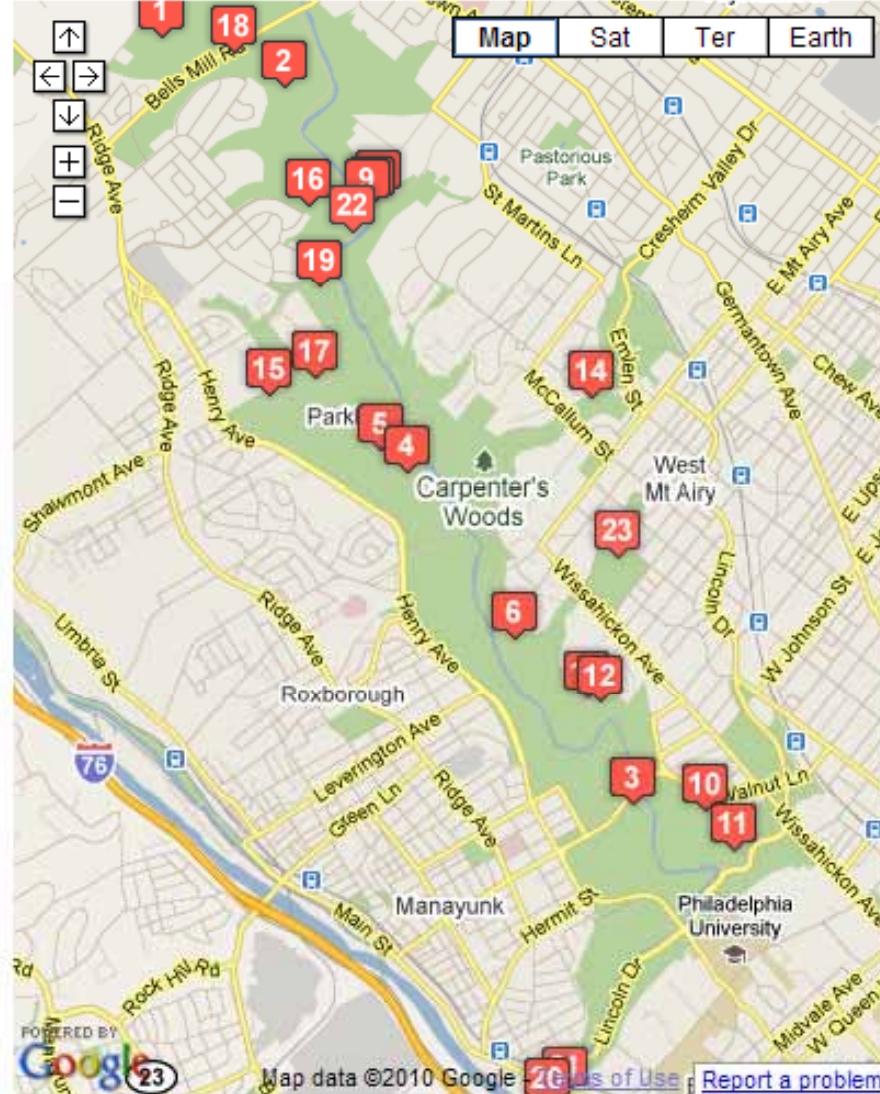 1
18
2
Map
Sat
Ter
Earth
Bells Mill Rd
Ridge Ave
Pastorious
Park
Cresheim Valley Dr
16
9
22
St Martins Ln
E Mt Airy Ave
19
Germantown Ave
Emlen St
17
15
14
McCallum St
Chew Ave
Ridge Ave
Henry Ave
5
4
Carpenter's
Woods
West
Mt Airy
Shawmont Ave
23
Lincoln Dr
W Johnson St
Wissahickon Ave
6
Henry Ave
Ridge Ave
Umbria St
12
Roxborough
Leverington Ave
76
Green Ln
Ridge Ave
3
10
Walnut Ln
11
Wissahickon Ave
Manayunk
Main St
Hermit St
Philadelphia
University
Lincoln Dr
Rd
Rock Hill Rd
Midvale Ave
POWERED BY
Google
23
20
Map data ©2010 Google - Terms of Use
Report a problem